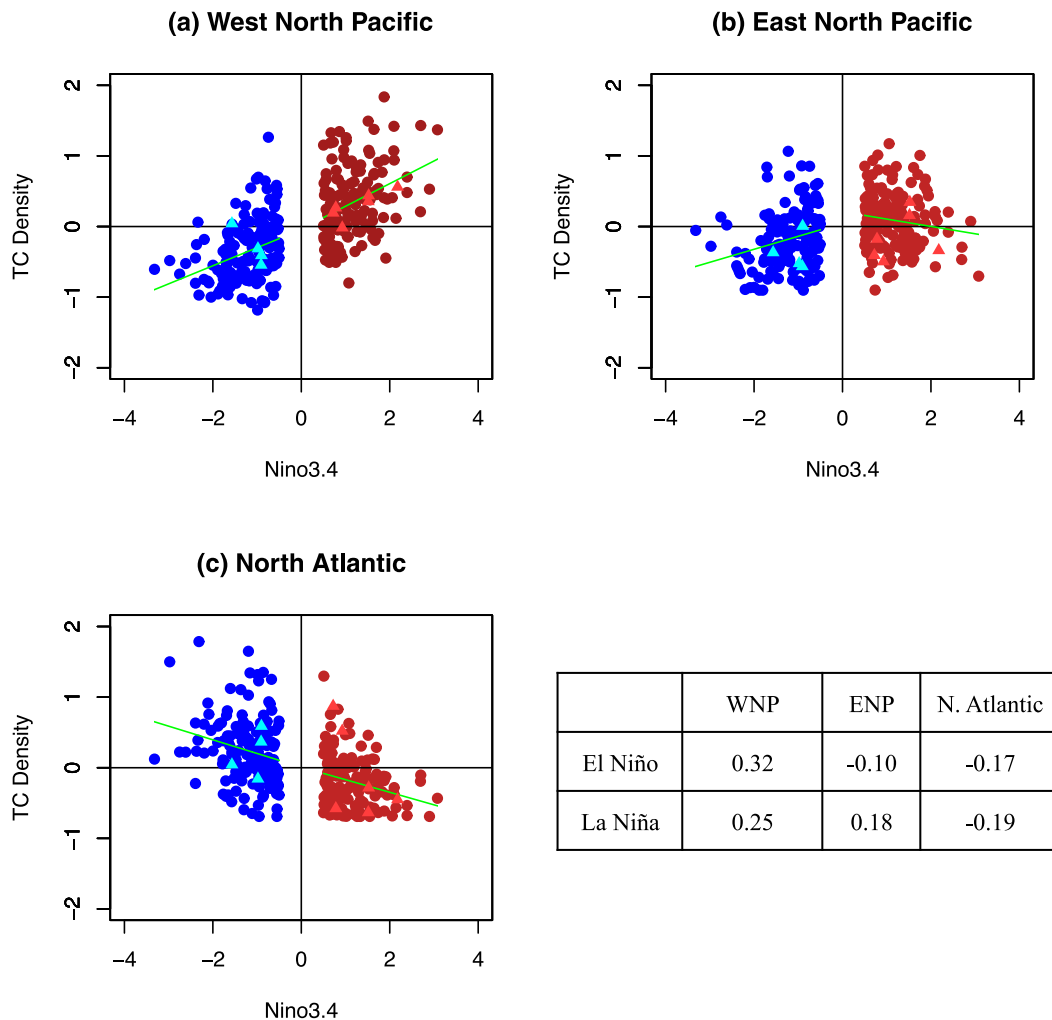 (a) West North Pacific
2
1
0
−1
−2
TC Density
−4 −2 0 2 4
Nino3.4
(b) East North Pacific
2
1
0
−1
−2
TC Density
−4 −2 0 2 4
Nino3.4
(c) North Atlantic
2
1
0
−1
−2
TC Density
−4 −2 0 2 4
Nino3.4
WNP ENP N. Atlantic
El Niño 0.32 -0.10 -0.17
La Niña 0.25 0.18 -0.19